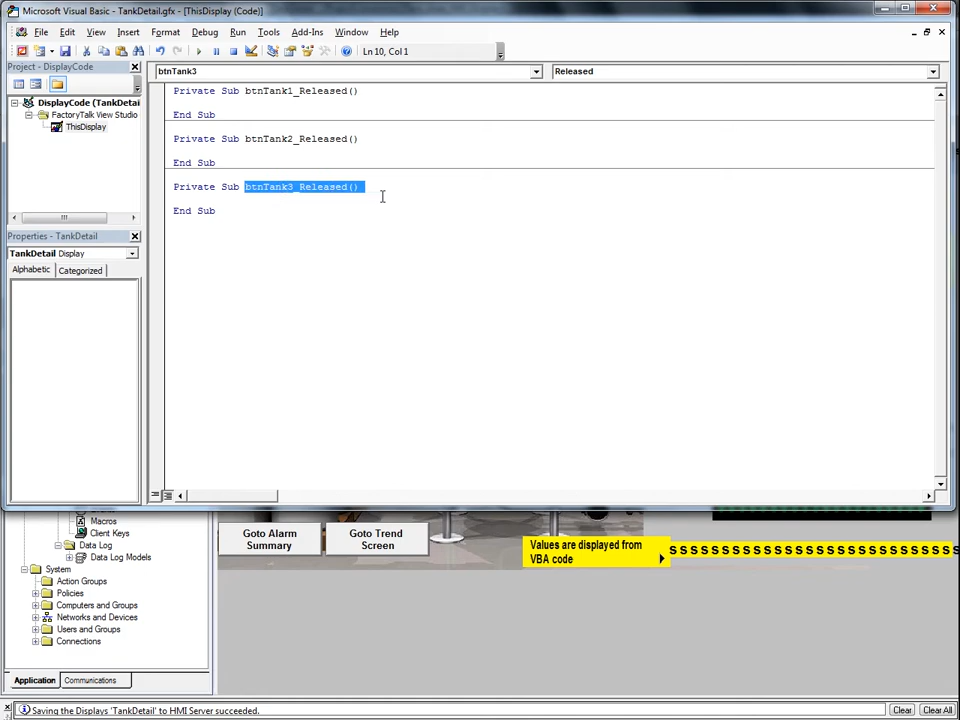 Microsoft Visual Basic - TankDetail.gfx - [ThisDisplay (Code)]
File Edit View Insert Format Debug Run Tools Add-Ins Window Help
Ln 10, Col 1
Project - DisplayCode
btnTank3
Released
DisplayCode (TankDetai
FactoryTalk View Studio
ThisDisplay
Private Sub btnTank1_Released()
End Sub
Private Sub btnTank2_Released()
End Sub
Private Sub btnTank3_Released()
End Sub
Properties - TankDetail
TankDetail Display
Alphabetic Categorized
Macros
Client Keys
Data Log
Data Log Models
System
Action Groups
Policies
Computers and Groups
Networks and Devices
Users and Groups
Connections
Application Communications
Goto Alarm
Summary
Goto Trend
Screen
Values are displayed from
VBA code
S S S S S S S S S S S S S S S S S S S S S S S S S S S S
Saving the Displays 'TankDetail' to HMI Server succeeded.
Clear Clear All